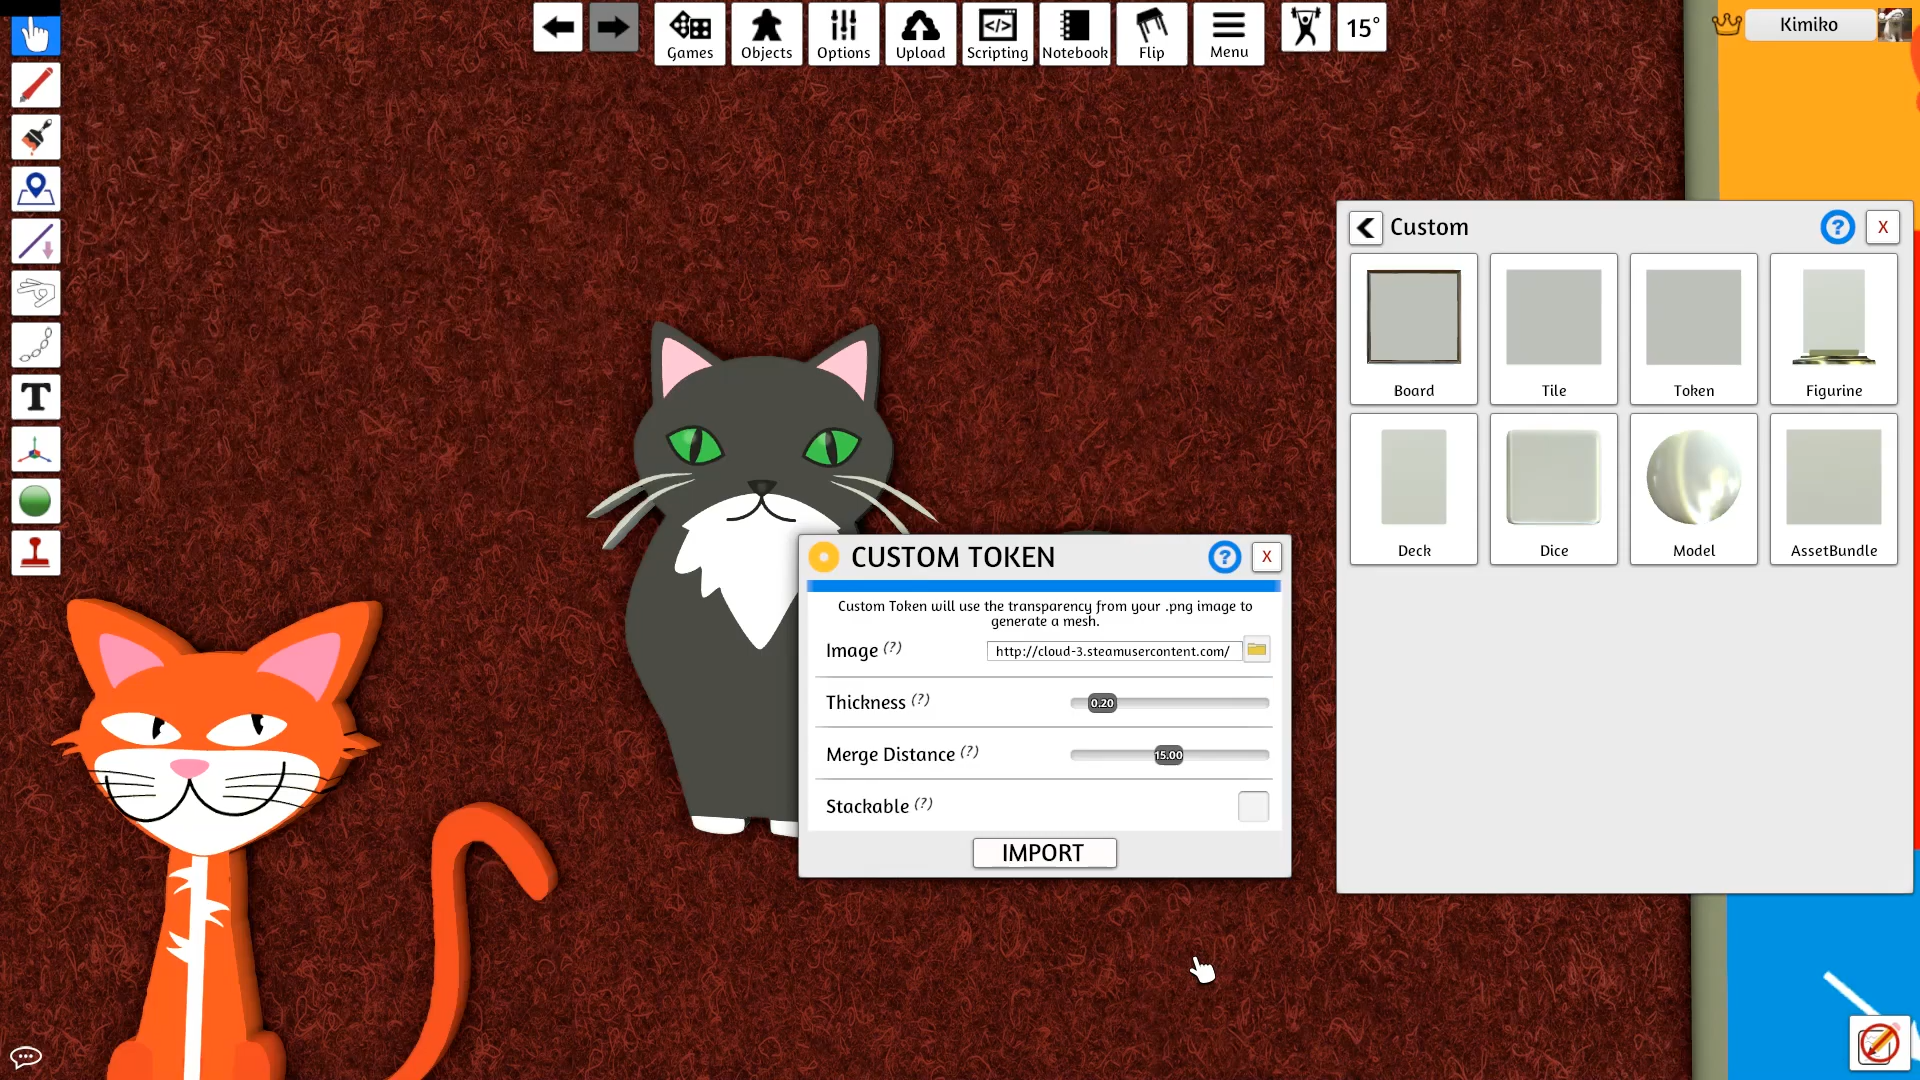 Games
Objects
Options
Upload
Scripting
Notebook
Flip
Menu
15°
Kimiko
Custom
?
X
Board
Tile
Token
Figurine
Deck
Dice
Model
AssetBundle
CUSTOM TOKEN
?
X
Custom Token will use the transparency from your .png image to
generate a mesh.
Image (?)
http://cloud-3.steamusercontent.com/
Thickness (?)
0.20
Merge Distance (?)
15.00
Stackable (?)
IMPORT
T